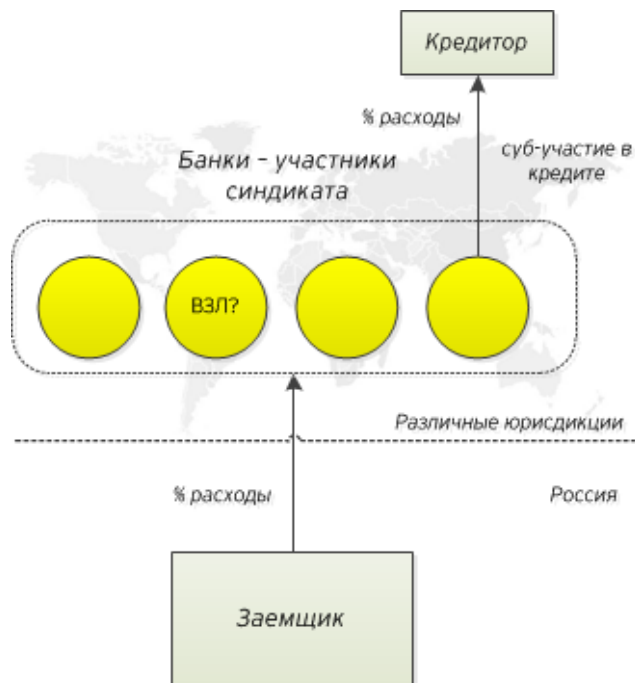 Кредитор
% расходы
суб-участие в
кредите
Банки – участники
синдиката
ВЗЛ?
Различные юрисдикции
% расходы
Россия
Заемщик